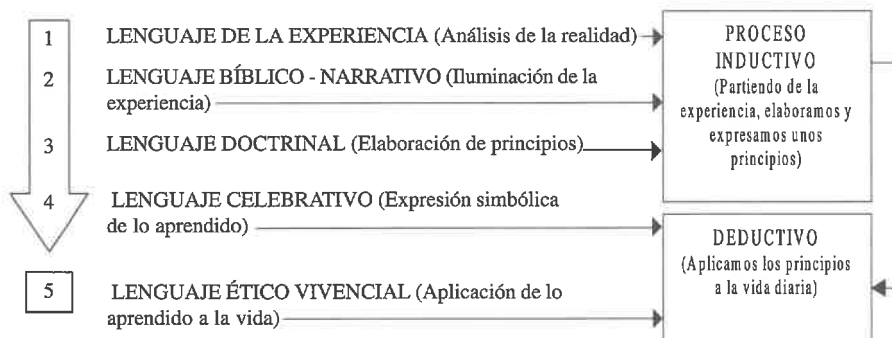 1 LENGUAJE DE LA EXPERIENCIA (Análisis de la realidad)
2 LENGUAJE BÍBLICO - NARRATIVO (Iluminación de la
experiencia)
3 LENGUAJE DOCTRINAL (Elaboración de principios)
4 LENGUAJE CELEBRATIVO (Expresión simbólica
de lo aprendido)
5 LENGUAJE ÉTICO VIVENCIAL (Aplicación de lo
aprendido a la vida)
PROCESO
INDUCTIVO
(Partiendo de la
experiencia, elaboramos y
expresamos unos
principios)
DEDUCTIVO
(Aplicamos los principios
a la vida diaria)